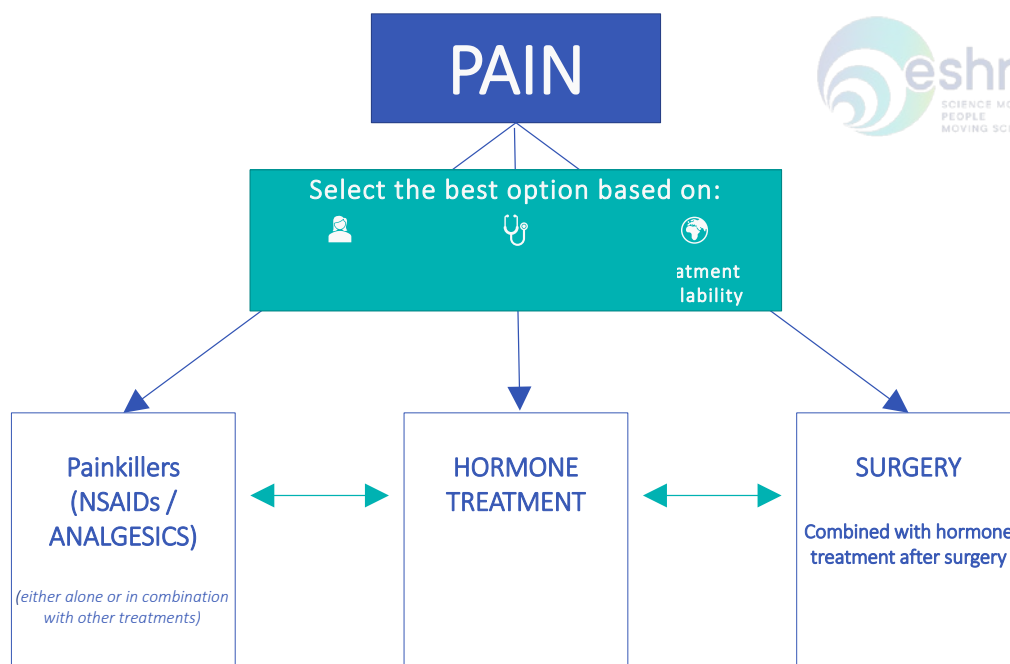 PAIN
eshr
SCIENCE MO
PEOPLE
MOVING SCI
Select the best option based on:
atment
lability
Painkillers
(NSAIDs /
ANALGESICS)
(either alone or in combination
with other treatments)
HORMONE
TREATMENT
SURGERY
Combined with hormone
treatment after surgery